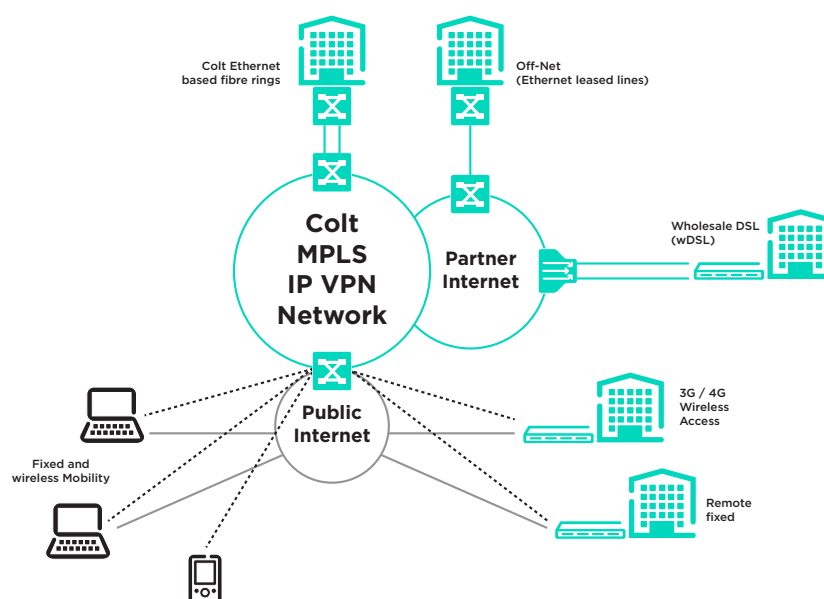 Colt Ethernet
based fibre rings
Off-Net
(Ethernet leased lines)
Colt
MPLS
IP VPN
Network
Partner
Internet
Wholesale DSL
(wDSL)
Public
Internet
3G / 4G
Wireless
Access
Fixed and
wireless Mobility
Remote
fixed